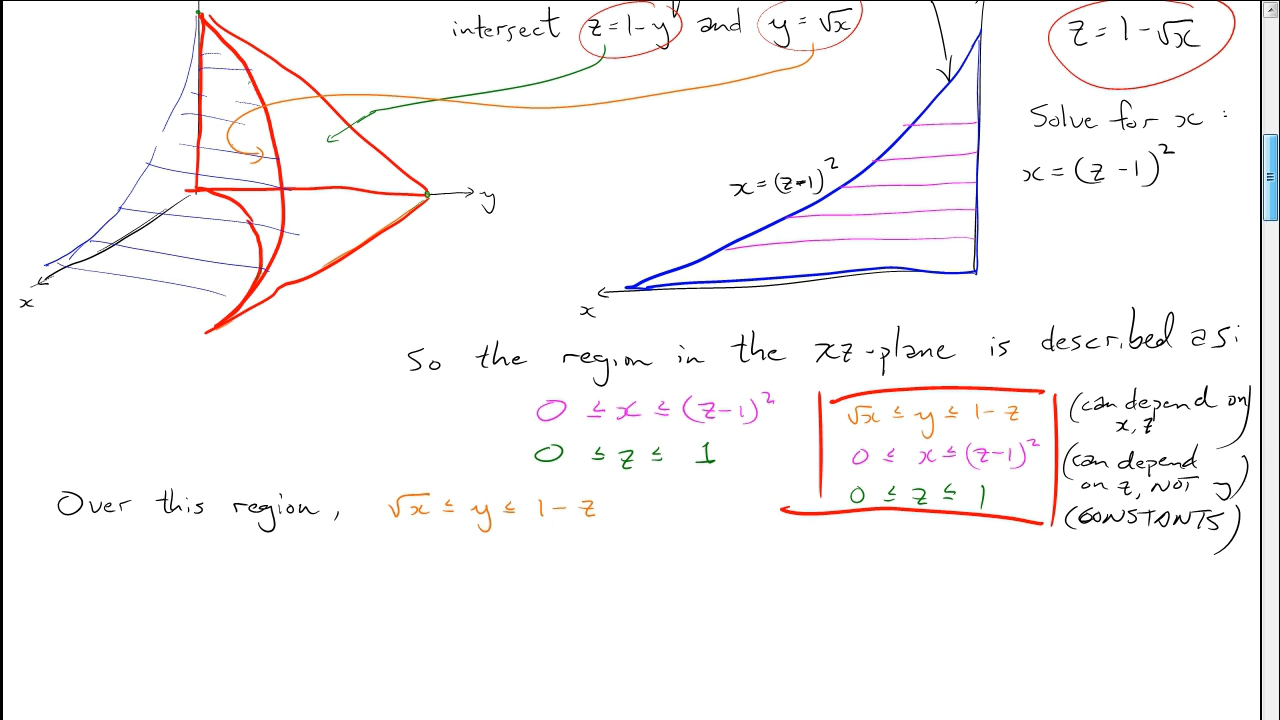 intersect z=1-y and y=√x
z=1-√x
Solve for x:
x=(z-1)²
x=(z-1)²
y
x
x
So the region in the xz-plane is described as:
0 ≤ x ≤ (z-1)²
0 ≤ z ≤ 1
√x ≤ y ≤ 1-z (can depend on x, z)
0 ≤ x ≤ (z-1)² (can depend on z, NOT y)
0 ≤ z ≤ 1 (CONSTANTS)
Over this region, √x ≤ y ≤ 1-z